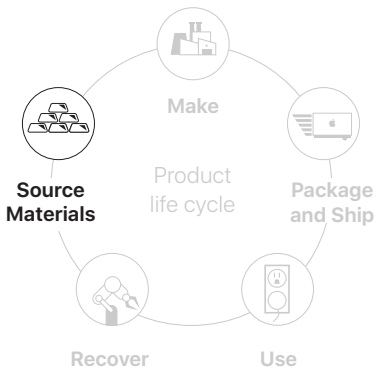 Make
Source
Materials
Product
life cycle
Package
and Ship
Recover
Use